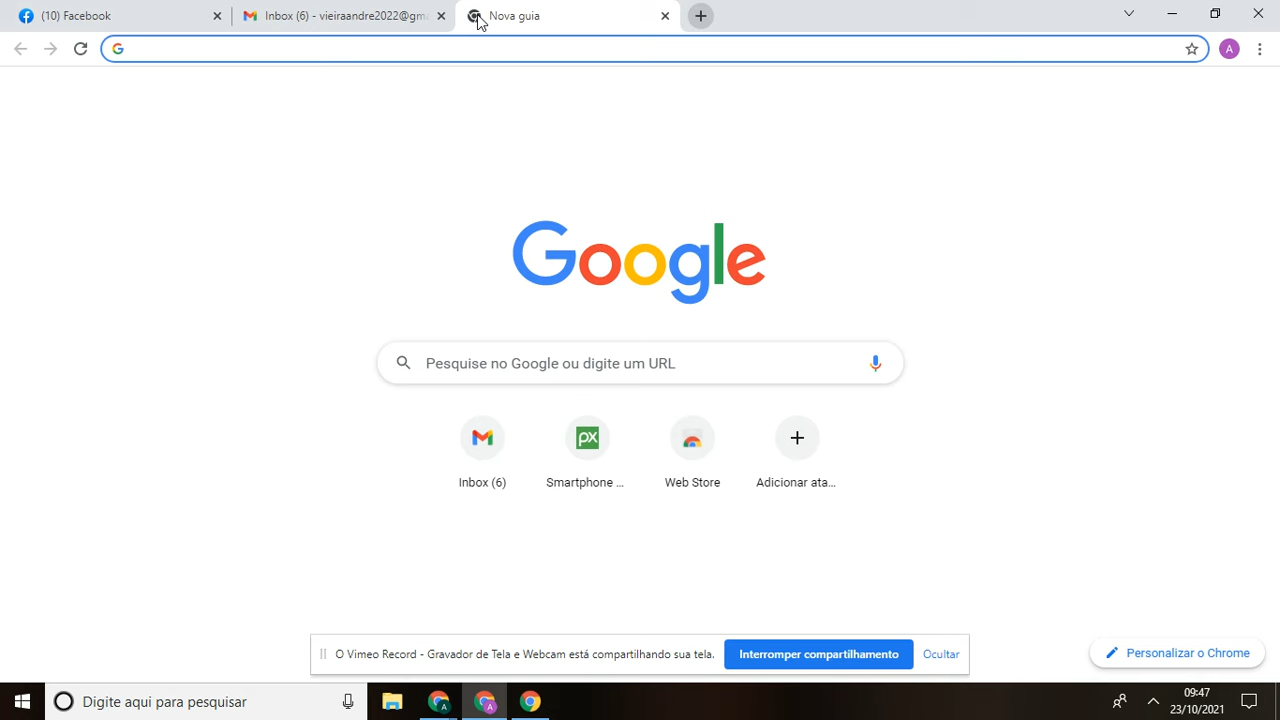 (10) Facebook
Inbox (6) - vieiraandre2022@gma
Nova guia
A
Google
Pesquise no Google ou digite um URL
px
Inbox (6)
Smartphone ...
Web Store
Adicionar ata...
O Vimeo Record - Gravador de Tela e Webcam está compartilhando sua tela.
Interromper compartilhamento
Ocultar
Personalizar o Chrome
Digite aqui para pesquisar
A
A
09:47
23/10/2021